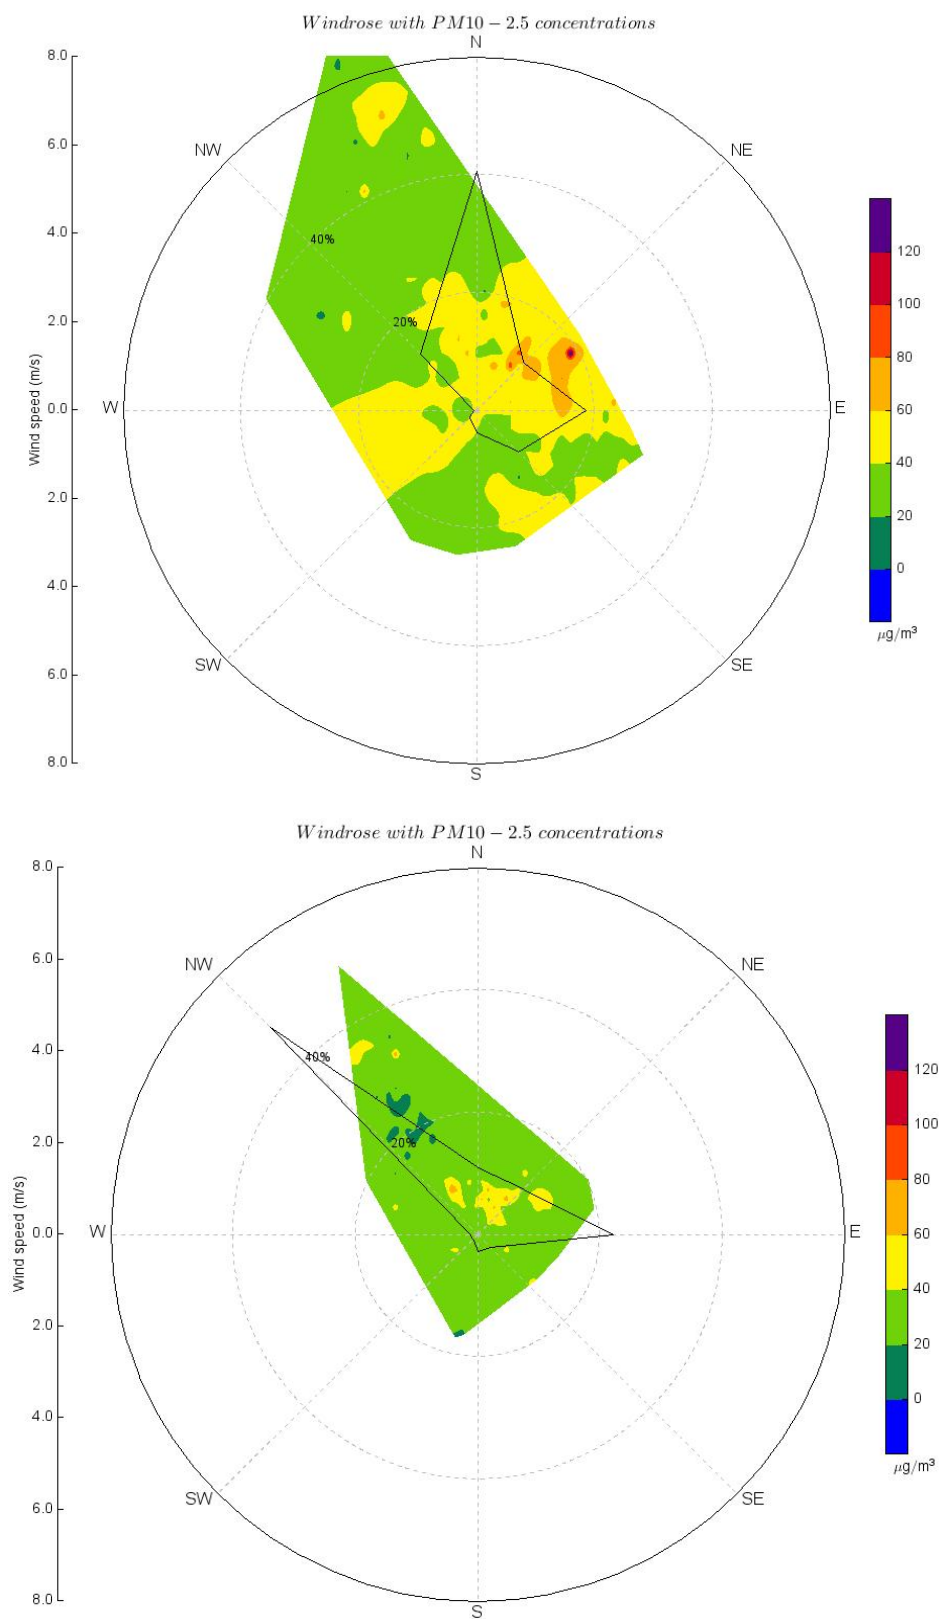 Windrose with PM10 − 2.5 concentrations
N
8.0
6.0
NW
NE
4.0
40%
120
100
2.0
20%
80
Wind speed (m/s)
0.0
W
E
60
40
2.0
20
0
4.0
μg/m³
SW
SE
6.0
8.0
S
Windrose with PM10 − 2.5 concentrations
N
8.0
6.0
NW
NE
4.0
40%
120
100
2.0
20%
80
Wind speed (m/s)
0.0
W
E
60
40
2.0
20
0
4.0
μg/m³
SW
SE
6.0
8.0
S